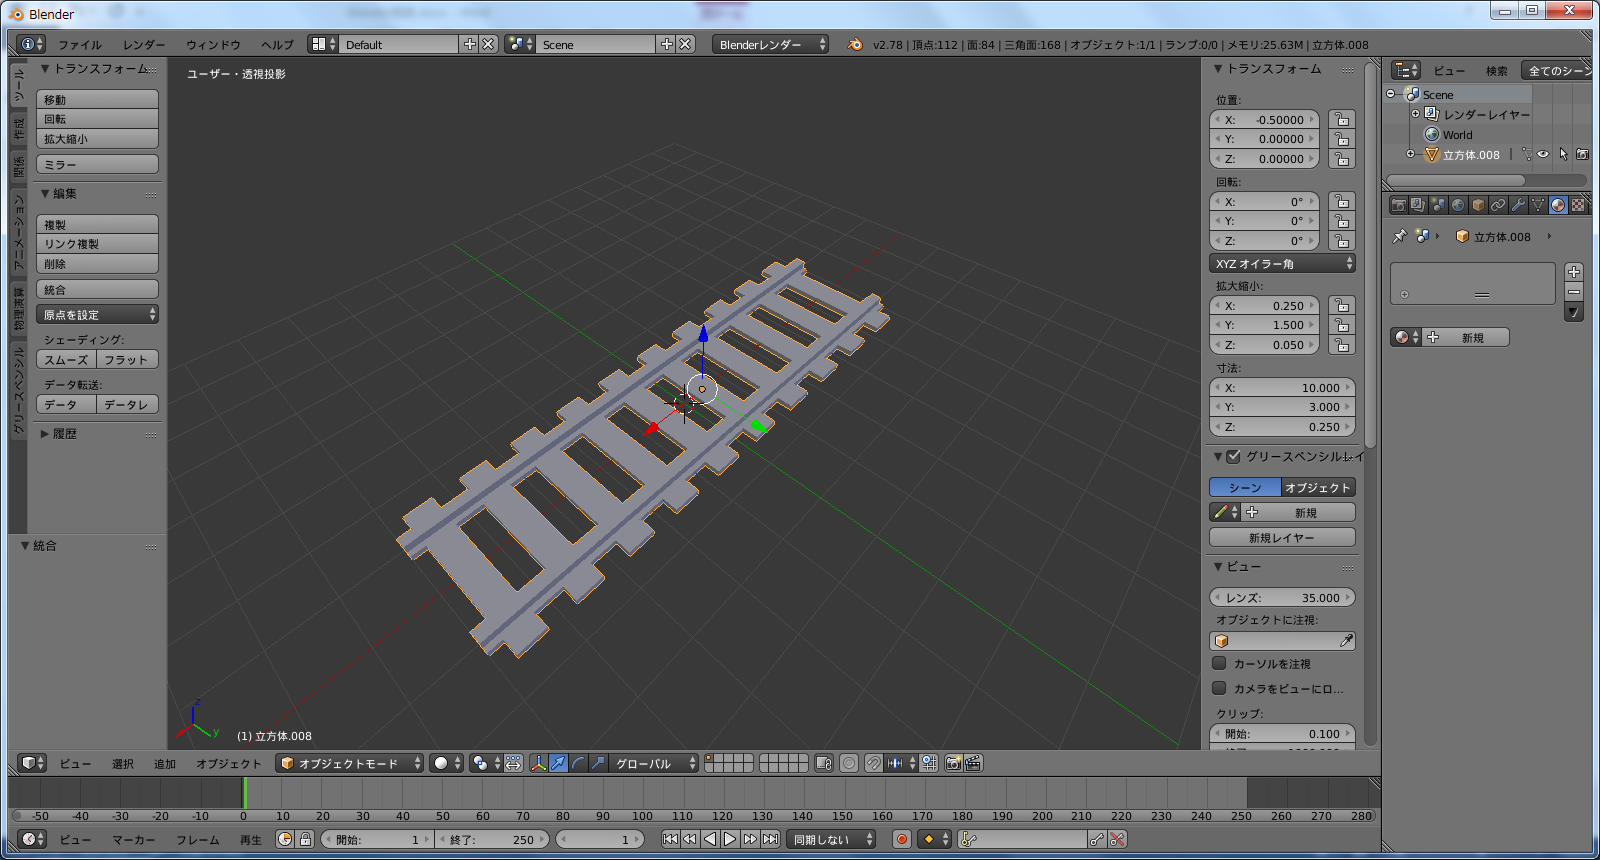 Blender
ファイル レンダー ウィンドウ ヘルプ Default Scene Blenderレンダー v2.78 | 頂点:112 | 面:84 | 三角面:168 | オブジェクト:1/1 | ランプ:0/0 | メモリ:25.63M | 立方体.008
ツール
作成
関係
アニメーション
物理演算
グリースペンシル
トランスフォーム
移動
回転
拡大縮小
ミラー
編集
複製
リンク複製
削除
統合
原点を設定
シェーディング:
スムーズ フラット
データ転送:
データ データレ
履歴
統合
ユーザー・透視投影
z
y
(1) 立方体.008
トランスフォーム
位置:
X: -0.50000
Y: 0.00000
Z: 0.00000
回転:
X: 0°
Y: 0°
Z: 0°
XYZ オイラー角
拡大縮小:
X: 0.250
Y: 1.500
Z: 0.050
寸法:
X: 10.000
Y: 3.000
Z: 0.250
グリースペンシルレイ
シーン オブジェクト
新規
新規レイヤー
ビュー
レンズ: 35.000
オブジェクトに注視:
カーソルを注視
カメラをビューにロ...
クリップ:
開始: 0.100
ビュー 検索 全てのシーン
Scene
レンダーレイヤー
World
立方体.008
立方体.008
新規
ビュー 選択 追加 オブジェクト オブジェクトモード グローバル
-50 -40 -30 -20 -10 0 10 20 30 40 50 60 70 80 90 100 110 120 130 140 150 160 170 180 190 200 210 220 230 240 250 260 270 280
ビュー マーカー フレーム 再生 開始: 1 終了: 250 1 同期しない